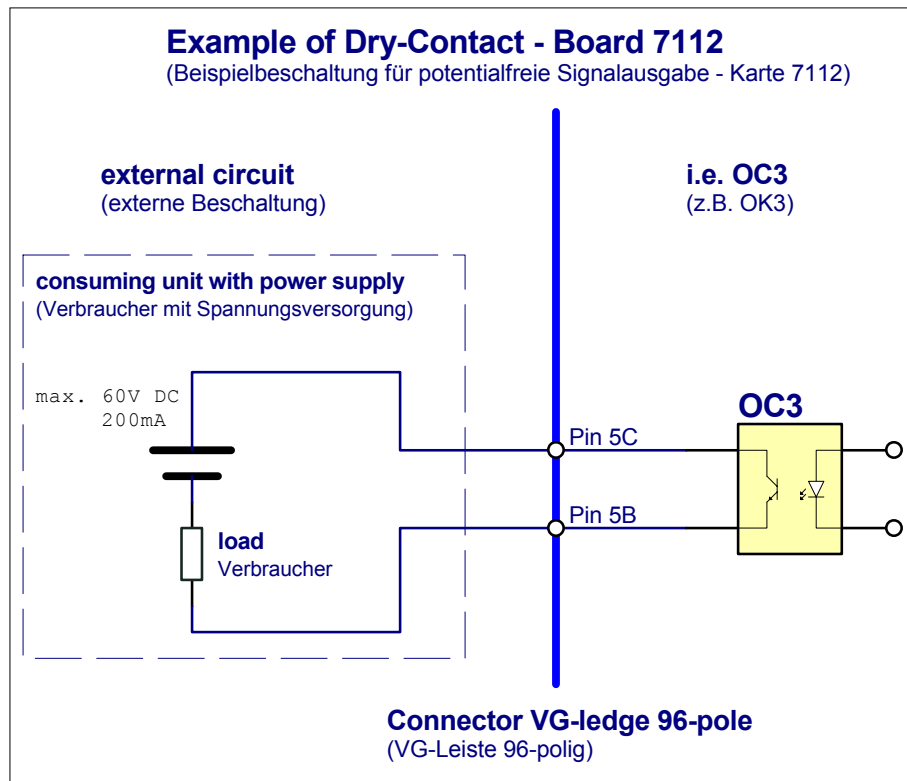 Example of Dry-Contact - Board 7112
(Beispielbeschaltung für potentialfreie Signalausgabe - Karte 7112)
external circuit
(externe Beschaltung)
i.e. OC3
(z.B. OK3)
consuming unit with power supply
(Verbraucher mit Spannungsversorgung)
max. 60V DC
200mA
OC3
Pin 5C
Pin 5B
load
Verbraucher
Connector VG-ledge 96-pole
(VG-Leiste 96-polig)